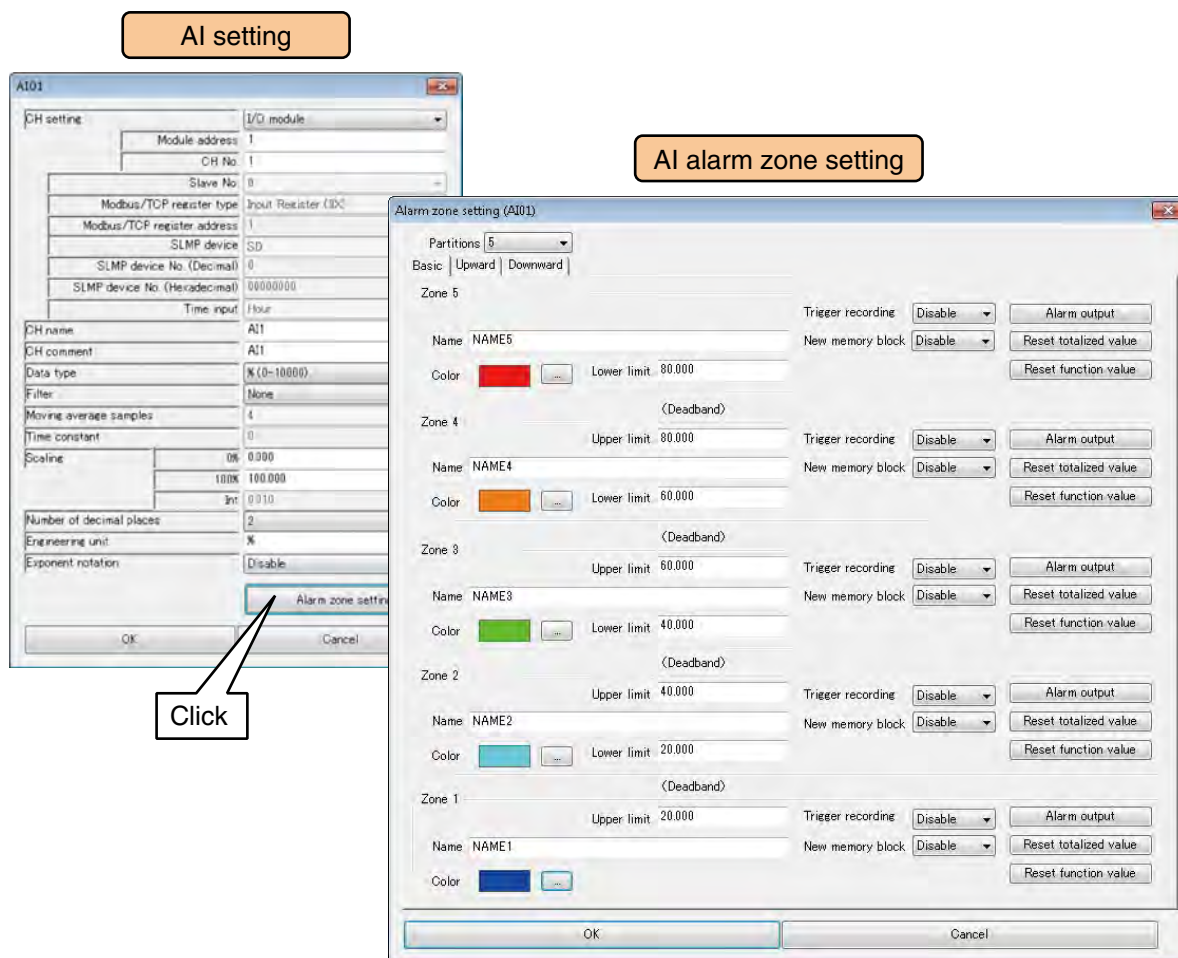 AI setting
AI01
CH setting I/O module
Module address 1
CH No. 1
Slave No. 0
Modbus/TCP register type Input Register (3X)
Modbus/TCP register address 1
SLMP device SD
SLMP device No. (Decimal) 0
SLMP device No. (Hexadecimal) 00000000
Time input Hour
CH name AI1
CH comment AI1
Data type % (0-10000)
Filter None
Moving average samples 4
Time constant 0
Scaling 0% 0.000
100% 100.000
Int 0.010
Number of decimal places 2
Engineering unit %
Exponent notation Disable
Alarm zone settin
OK Cancel
Click
AI alarm zone setting
Alarm zone setting (AI01)
Partitions 5
Basic Upward Downward
Zone 5
Trigger recording Disable Alarm output
Name NAME5 New memory block Disable Reset totalized value
Color ... Lower limit 80.000 Reset function value
(Deadband)
Zone 4
Upper limit 80.000 Trigger recording Disable Alarm output
Name NAME4 New memory block Disable Reset totalized value
Color ... Lower limit 60.000 Reset function value
(Deadband)
Zone 3
Upper limit 60.000 Trigger recording Disable Alarm output
Name NAME3 New memory block Disable Reset totalized value
Color ... Lower limit 40.000 Reset function value
(Deadband)
Zone 2
Upper limit 40.000 Trigger recording Disable Alarm output
Name NAME2 New memory block Disable Reset totalized value
Color ... Lower limit 20.000 Reset function value
(Deadband)
Zone 1
Upper limit 20.000 Trigger recording Disable Alarm output
Name NAME1 New memory block Disable Reset totalized value
Color ... Reset function value
OK Cancel